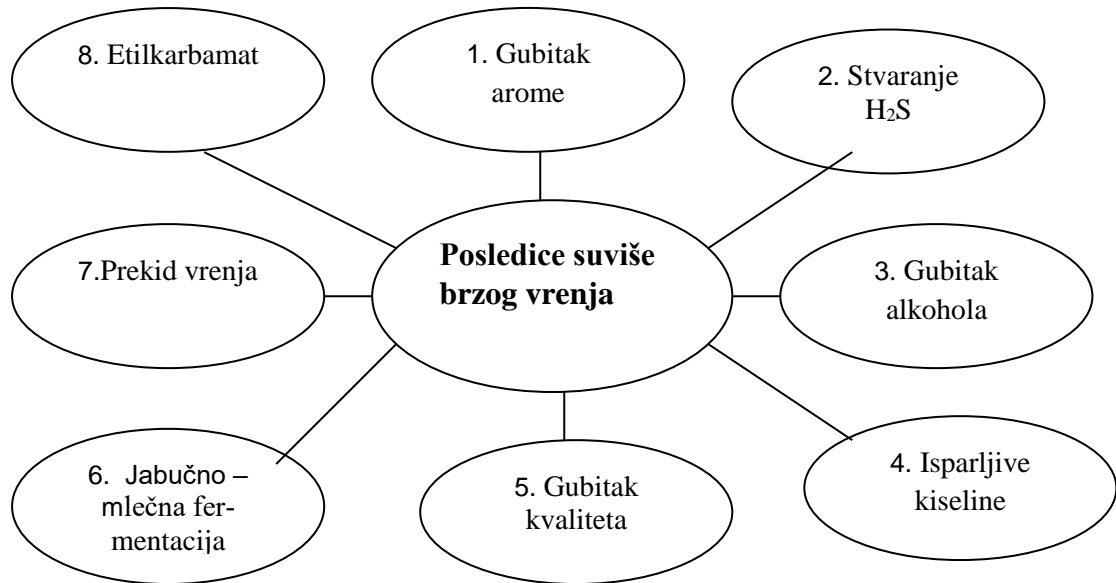 8. Etilkarbamat
1. Gubitak
arome
2. Stvaranje
H₂S
Posledice suviše
brzog vrenja
7.Prekid vrenja
3. Gubitak
alkohola
6. Jabučno –
mlečna fer-
mentacija
5. Gubitak
kvaliteta
4. Isparljive
kiseline